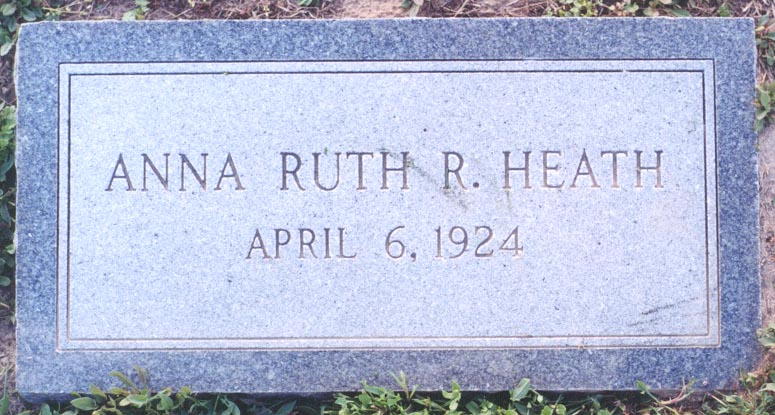 ANNA RUTH R. HEATH
APRIL 6, 1924